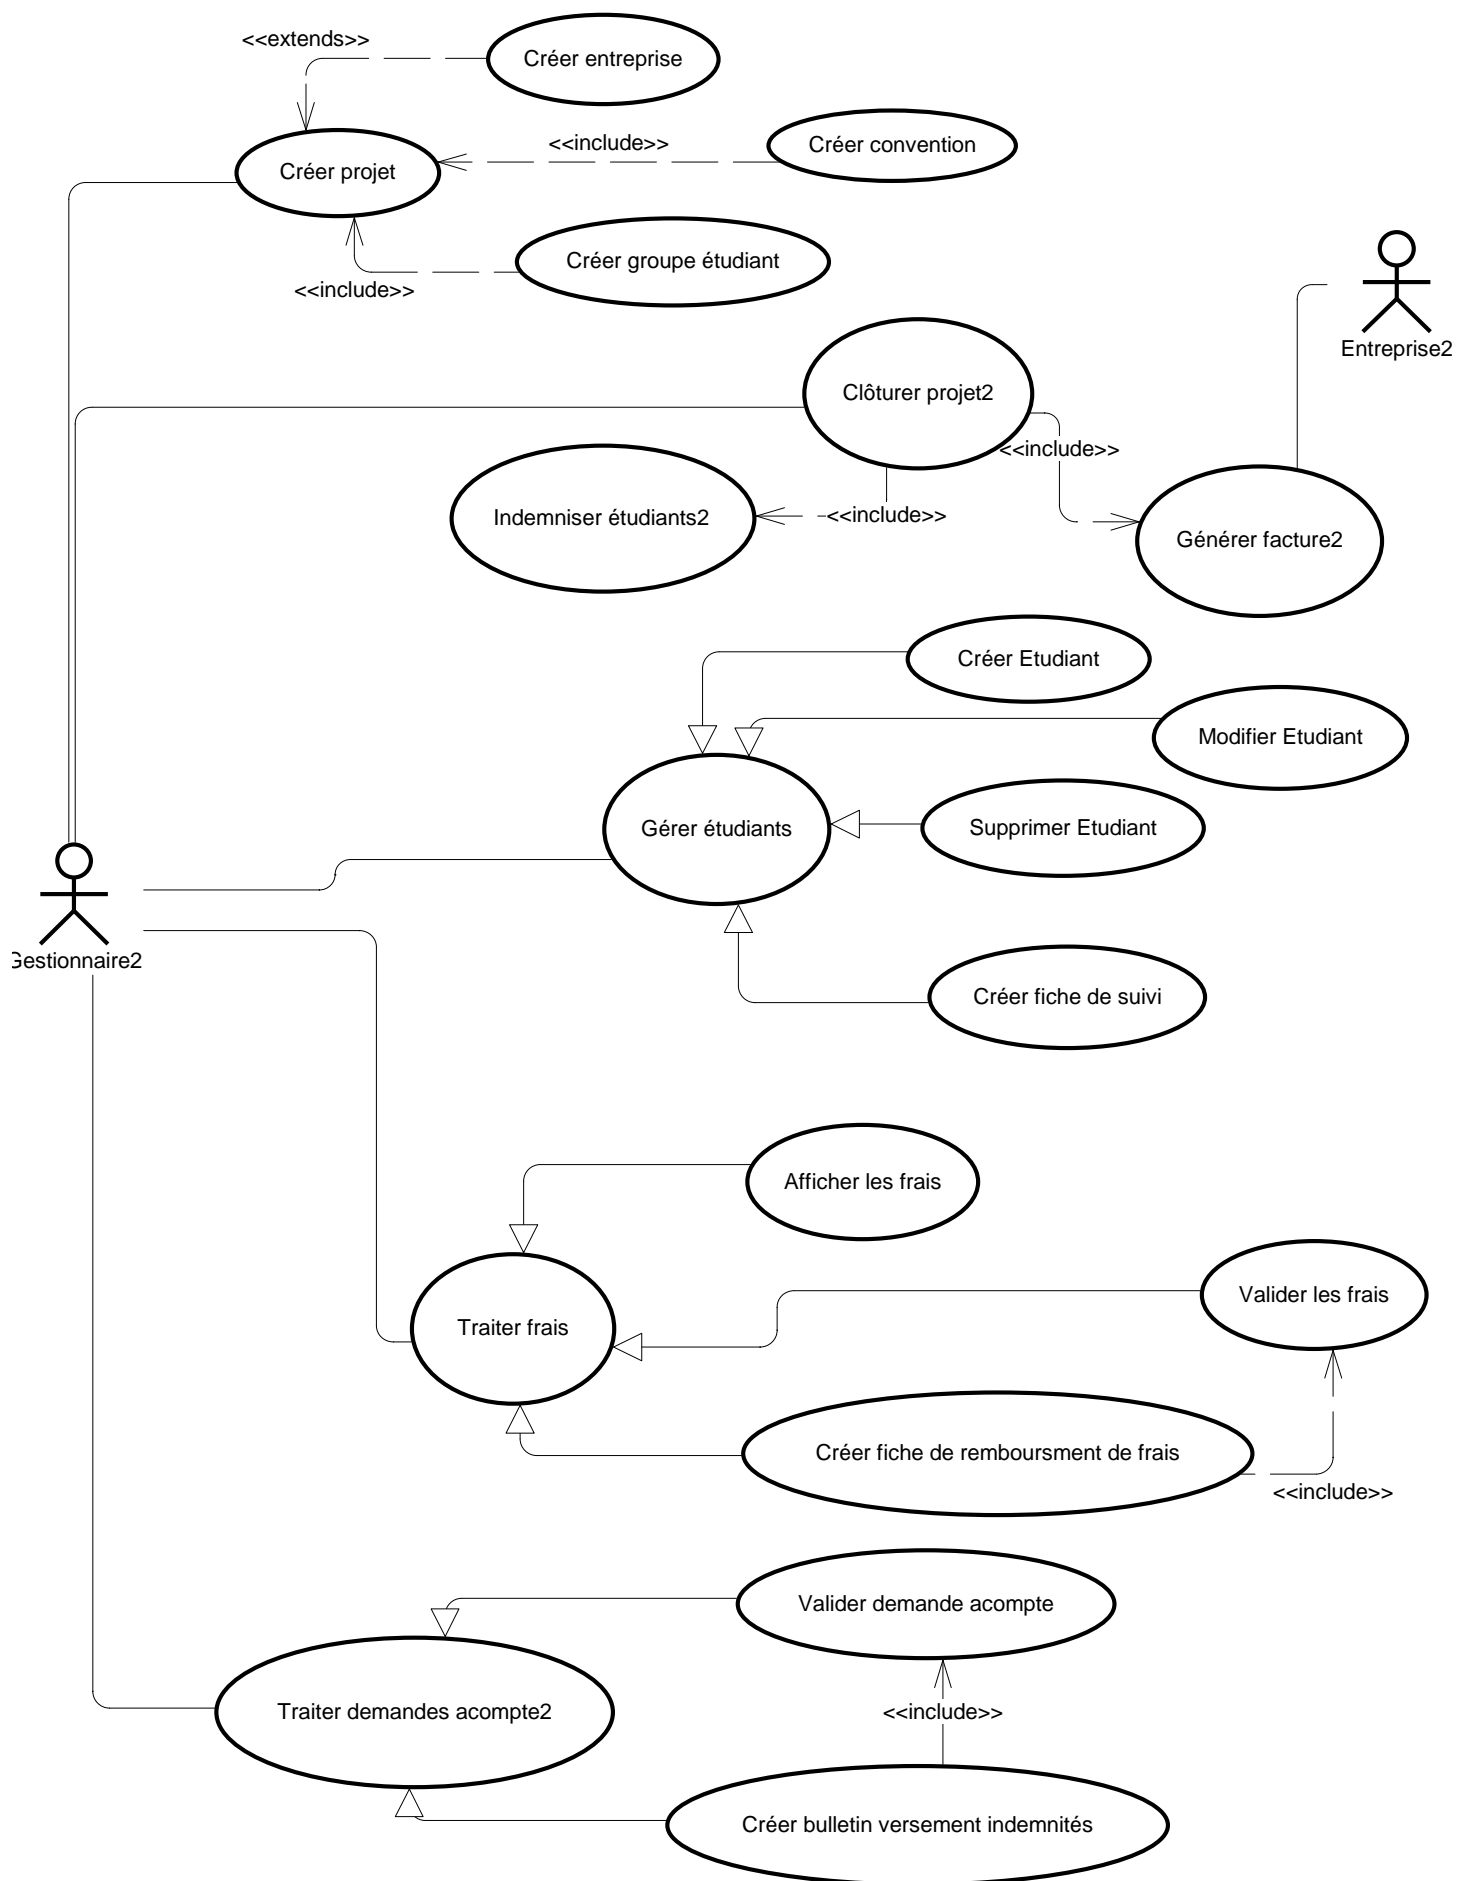 <<extends>>
Créer entreprise
<<include>>
Créer convention
Créer projet
Créer groupe étudiant
<<include>>
Entreprise2
Clôturer projet2
<<include>>
Indemniser étudiants2
<<include>>
Générer facture2
Créer Etudiant
Modifier Etudiant
Gérer étudiants
Supprimer Etudiant
Gestionnaire2
Créer fiche de suivi
Afficher les frais
Valider les frais
Traiter frais
Créer fiche de remboursment de frais
<<include>>
Valider demande acompte
<<include>>
Traiter demandes acompte2
Créer bulletin versement indemnités